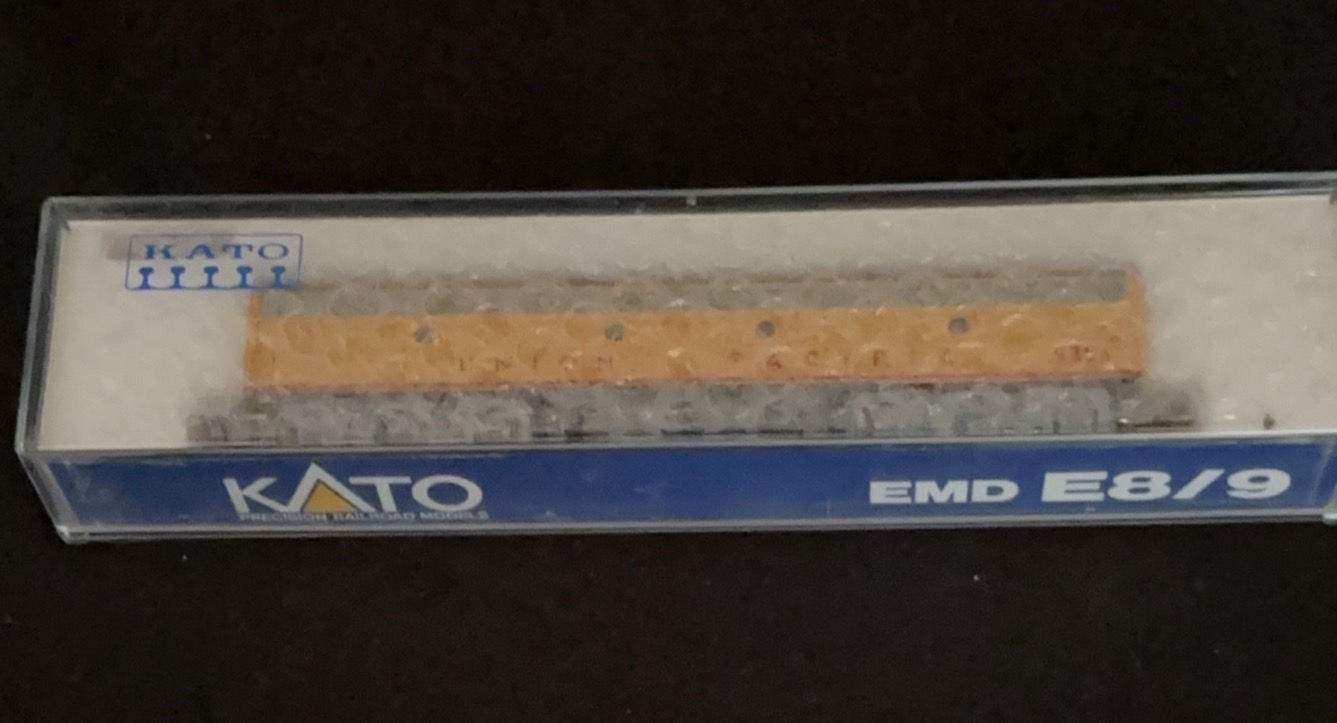 KATO
UNION PACIFIC
KATO
PRECISION RAILROAD MODELS
EMD E8/9